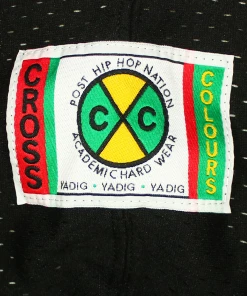 CROSS
POST HIP HOP NATION
C C
ACADEMIC HARD WEAR
YADIG • YADIG • YADIG
COLOURS